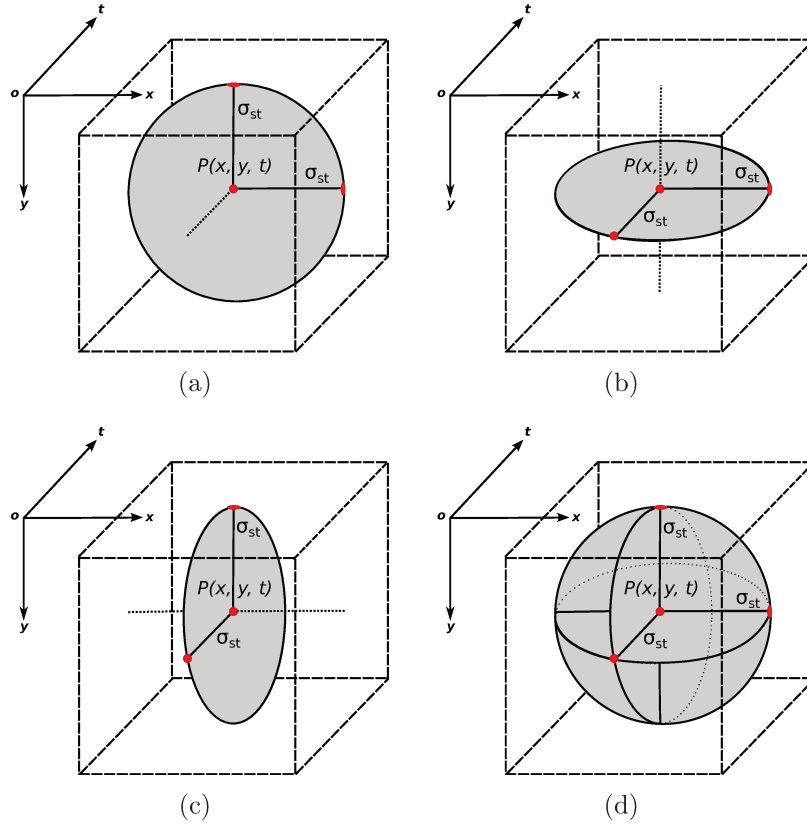 t
o
x
y
σst
P(x, y, t)
σst
(a)
t
o
x
y
P(x, y, t)
σst
σst
(b)
t
o
x
y
σst
P(x, y, t)
σst
(c)
t
o
x
y
σst
P(x, y, t)
σst
σst
(d)